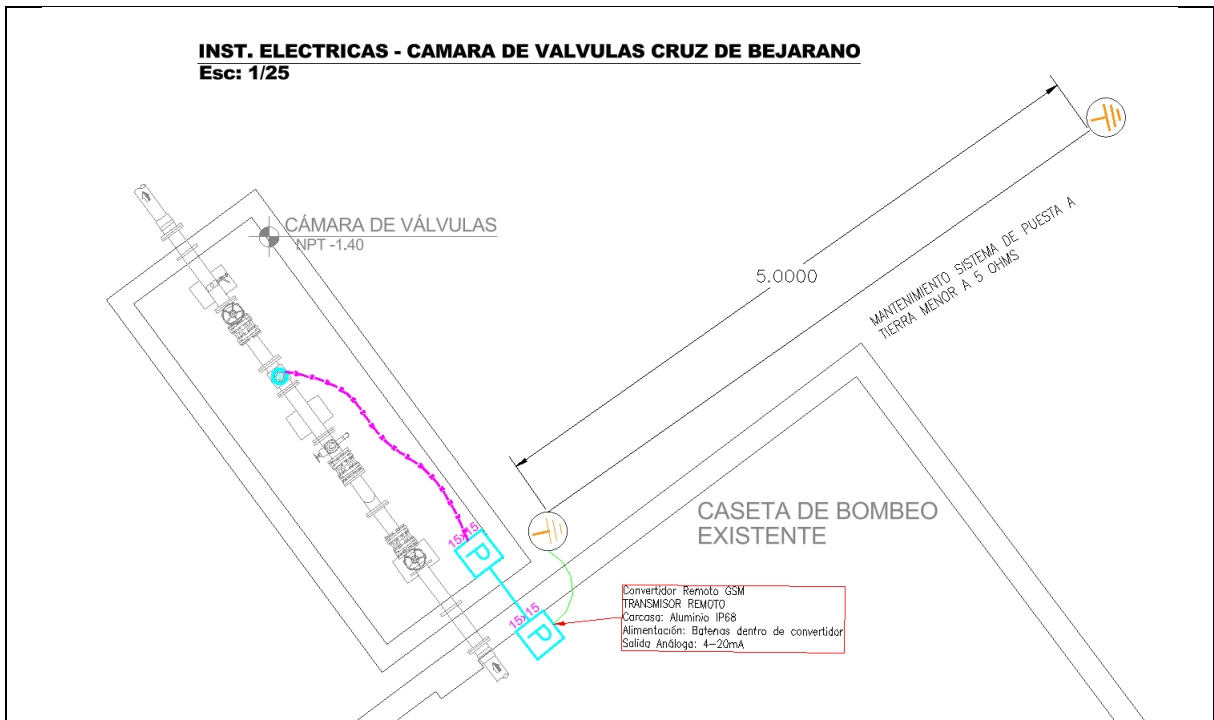 INST. ELECTRICAS - CAMARA DE VALVULAS CRUZ DE BEJARANO
Esc: 1/25
CÁMARA DE VÁLVULAS
NPT -1.40
5.0000
MANTENIMIENTO SISTEMA DE PUESTA A
TIERRA MENOR A 5 OHMS
CASETA DE BOMBEO
EXISTENTE
15x15
P
15x15
P
Convertidor Remoto GSM
TRANSMISOR REMOTO
Carcasa: Aluminio IP68
Alimentación: Baterias dentro de convertidor
Salida Análoga: 4-20mA